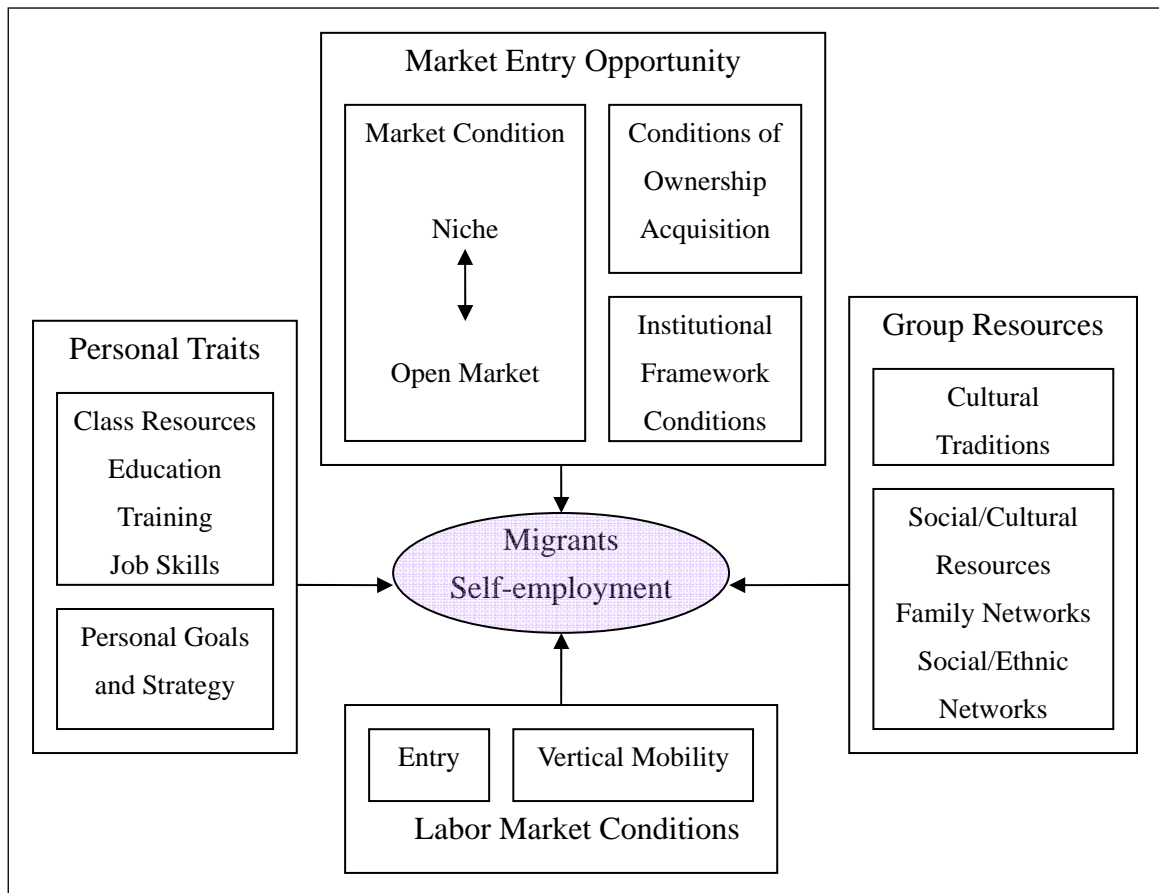 Market Entry Opportunity
Market Condition
Niche
Open Market
Conditions of
Ownership
Acquisition
Institutional
Framework
Conditions
Personal Traits
Class Resources
Education
Training
Job Skills
Personal Goals
and Strategy
Migrants
Self-employment
Group Resources
Cultural
Traditions
Social/Cultural
Resources
Family Networks
Social/Ethnic
Networks
Entry
Vertical Mobility
Labor Market Conditions